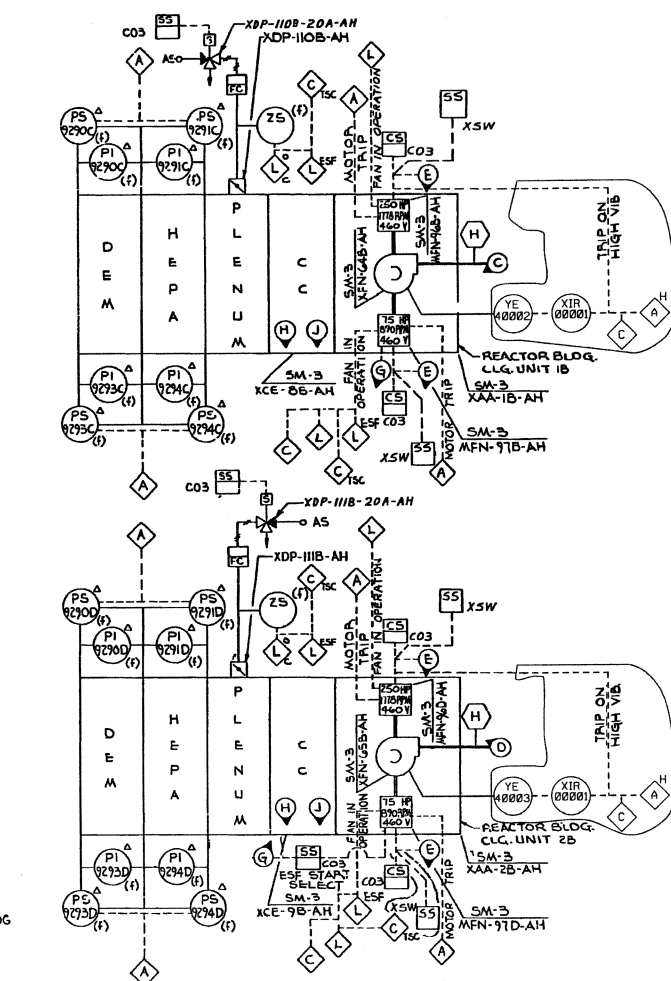 SS
C03
XDP-110B-20A-AH
XDP-110B-AH
S
AS
FC
A
L
C
TSC
A
SS
XSW
PS
9290C
Δ
(f)
PS
9291C
Δ
(f)
ZS
(f)
L
C
O
L
ESF
MOTOR
TRIP
FAN IN OPERATION
CS
C03
E
PI
9290C
(f)
PI
9291C
(f)
DEM
HEPA
PLENUM
CC
250 HP
1778 RPM
460 V
SM-3
MFN-96B-AH
SM-3
XFN-64B-AH
H
C
TRIP ON
HIGH VIB
YE
40002
XIR
00001
C
A
H
H
J
75 HP
890 RPM
460 V
REACTOR BLDG.
CLG. UNIT 1B
SM-3
XAA-1B-AH
PI
9293C
(f)
PI
9294C
(f)
SM-3
XCE-8B-AH
FAN IN
OPERATION
G
E
CS
C03
MOTOR TRIP
PS
9293C
Δ
(f)
PS
9294C
Δ
(f)
C
L
L
ESF
C
TSC
XSW
SS
A
SM-3
MFN-97B-AH
A
SS
C03
XDP-111B-20A-AH
S
AS
A
FC
XDP-111B-AH
L
C
TSC
A
SS
XSW
PS
9290D
Δ
(f)
PS
9291D
Δ
(f)
ZS
(f)
L
C
O
L
ESF
MOTOR
TRIP
FAN IN OPERATION
CS
C03
E
PI
9290D
(f)
PI
9291D
(f)
DEM
HEPA
PLENUM
CC
250 HP
1178 RPM
460 V
SM-3
MFN-96D-AH
SM-3
XFN-65B-AH
H
D
TRIP ON
HIGH VIB.
YE
40003
XIR
00001
C
A
H
H
J
75 HP
890 RPM
460 V
REACTOR BLDG.
CLG. UNIT 2B
SM-3
XAA-2B-AH
FAN IN
OPERATION
G
SS
C03
ESF START
SELECT
E
CS
C03
PI
9293D
(f)
PI
9294D
(f)
SM-3
XCE-9B-AH
PS
9293D
Δ
(f)
PS
9294D
Δ
(f)
L
ESF
XSW
SS
MOTOR TRIP
SM-3
MFN-97D-AH
C
L
C
TSC
A
A